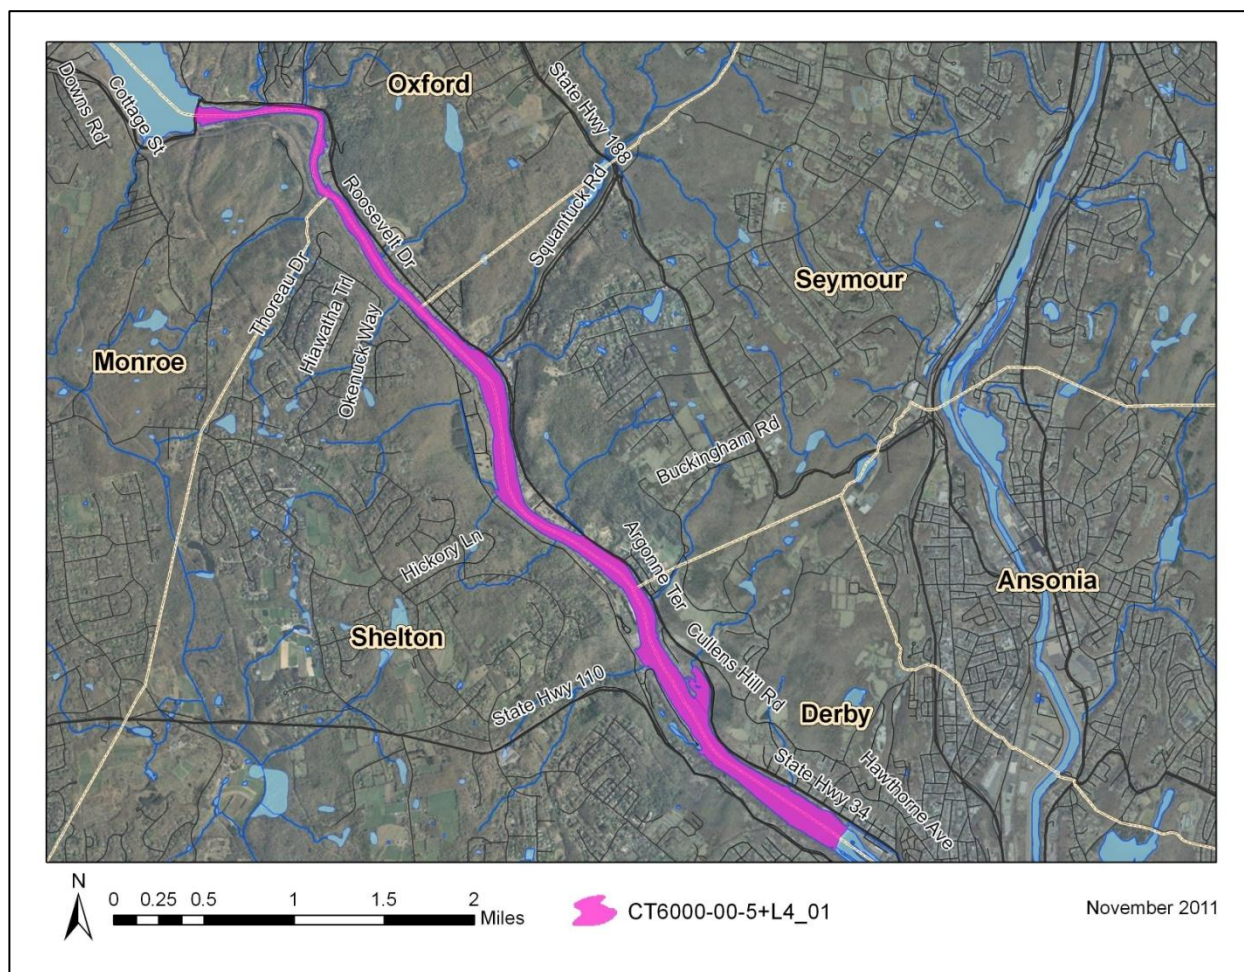 Oxford
Downs Rd
Cottage St
State Hwy 188
Roosevelt Dr
Squantuck Rd
Seymour
Thoreau Dr
Hiawatha Trl
Okenuck Way
Monroe
Buckingham Rd
Hickory Ln
Argonne Ter
Ansonia
Shelton
Cullens Hill Rd
State Hwy 110
Derby
State Hwy 34
Hawthorne Ave
N
0 0.25 0.5 1 1.5 2
Miles
CT6000-00-5+L4_01
November 2011